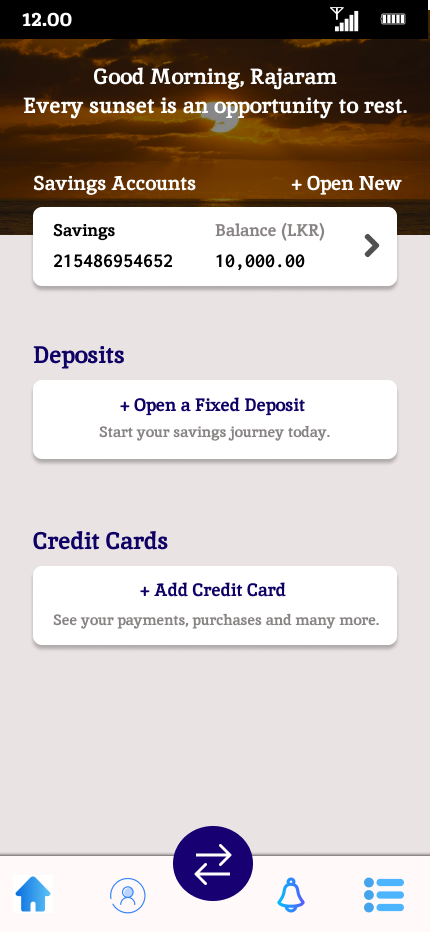 12.00
Good Morning, Rajaram
Every sunset is an opportunity to rest.
Savings Accounts + Open New
Savings Balance (LKR)
215486954652 10,000.00
Deposits
+ Open a Fixed Deposit
Start your savings journey today.
Credit Cards
+ Add Credit Card
See your payments, purchases and many more.